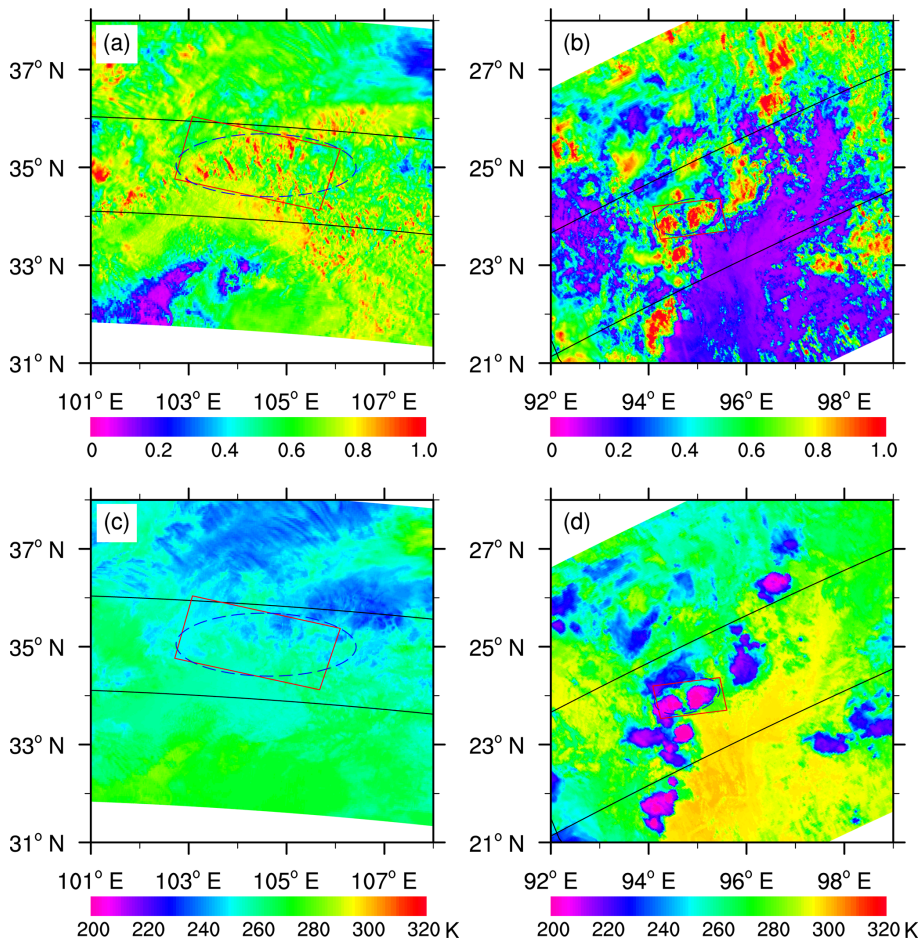 (a)
(b)
37° N
35° N
33° N
31° N
27° N
25° N
23° N
21° N
101° E 103° E 105° E 107° E
92° E 94° E 96° E 98° E
0 0.2 0.4 0.6 0.8 1.0
0 0.2 0.4 0.6 0.8 1.0
(c)
(d)
37° N
35° N
33° N
31° N
27° N
25° N
23° N
21° N
101° E 103° E 105° E 107° E
92° E 94° E 96° E 98° E
200 220 240 260 280 300 320 K
200 220 240 260 280 300 320 K